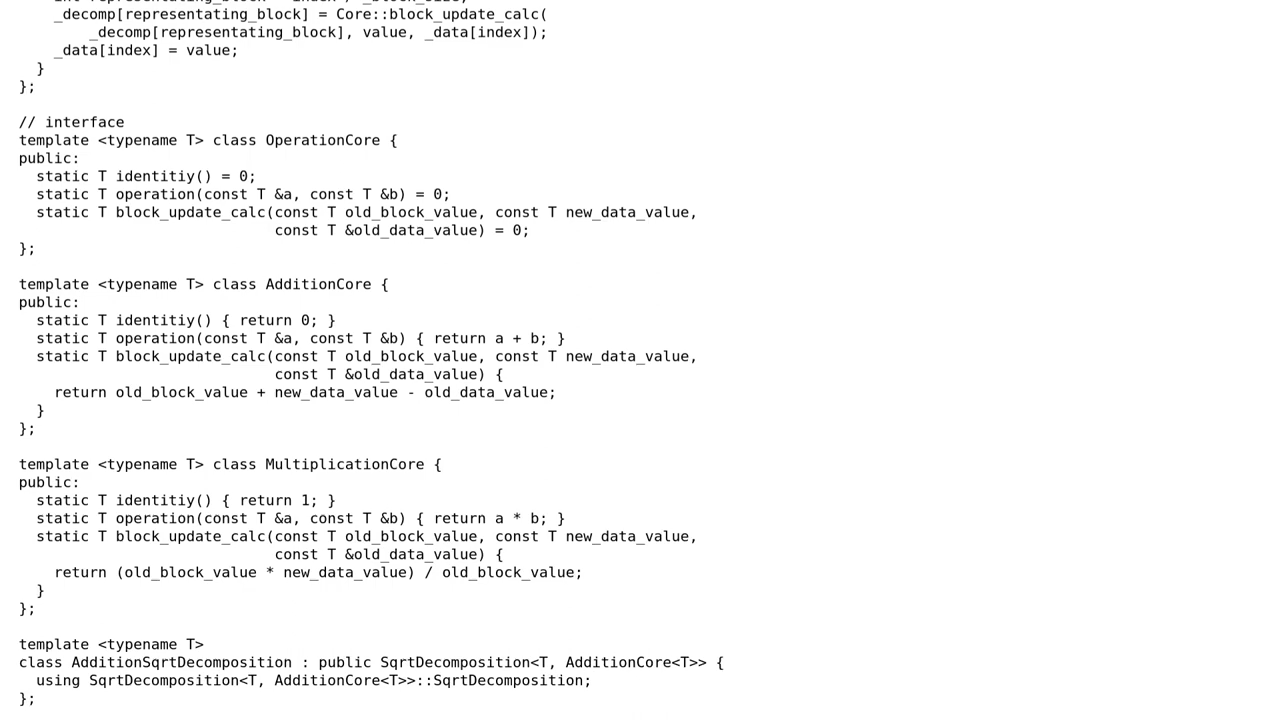 _decomp[representating_block] = Core::block_update_calc(
_decomp[representating_block], value, _data[index]);
_data[index] = value;
}
};
// interface
template <typename T> class OperationCore {
public:
static T identitiy() = 0;
static T operation(const T &a, const T &b) = 0;
static T block_update_calc(const T old_block_value, const T new_data_value,
const T &old_data_value) = 0;
};
template <typename T> class AdditionCore {
public:
static T identitiy() { return 0; }
static T operation(const T &a, const T &b) { return a + b; }
static T block_update_calc(const T old_block_value, const T new_data_value,
const T &old_data_value) {
return old_block_value + new_data_value - old_data_value;
}
};
template <typename T> class MultiplicationCore {
public:
static T identitiy() { return 1; }
static T operation(const T &a, const T &b) { return a * b; }
static T block_update_calc(const T old_block_value, const T new_data_value,
const T &old_data_value) {
return (old_block_value * new_data_value) / old_block_value;
}
};
template <typename T>
class AdditionSqrtDecomposition : public SqrtDecomposition<T, AdditionCore<T>> {
using SqrtDecomposition<T, AdditionCore<T>>::SqrtDecomposition;
};